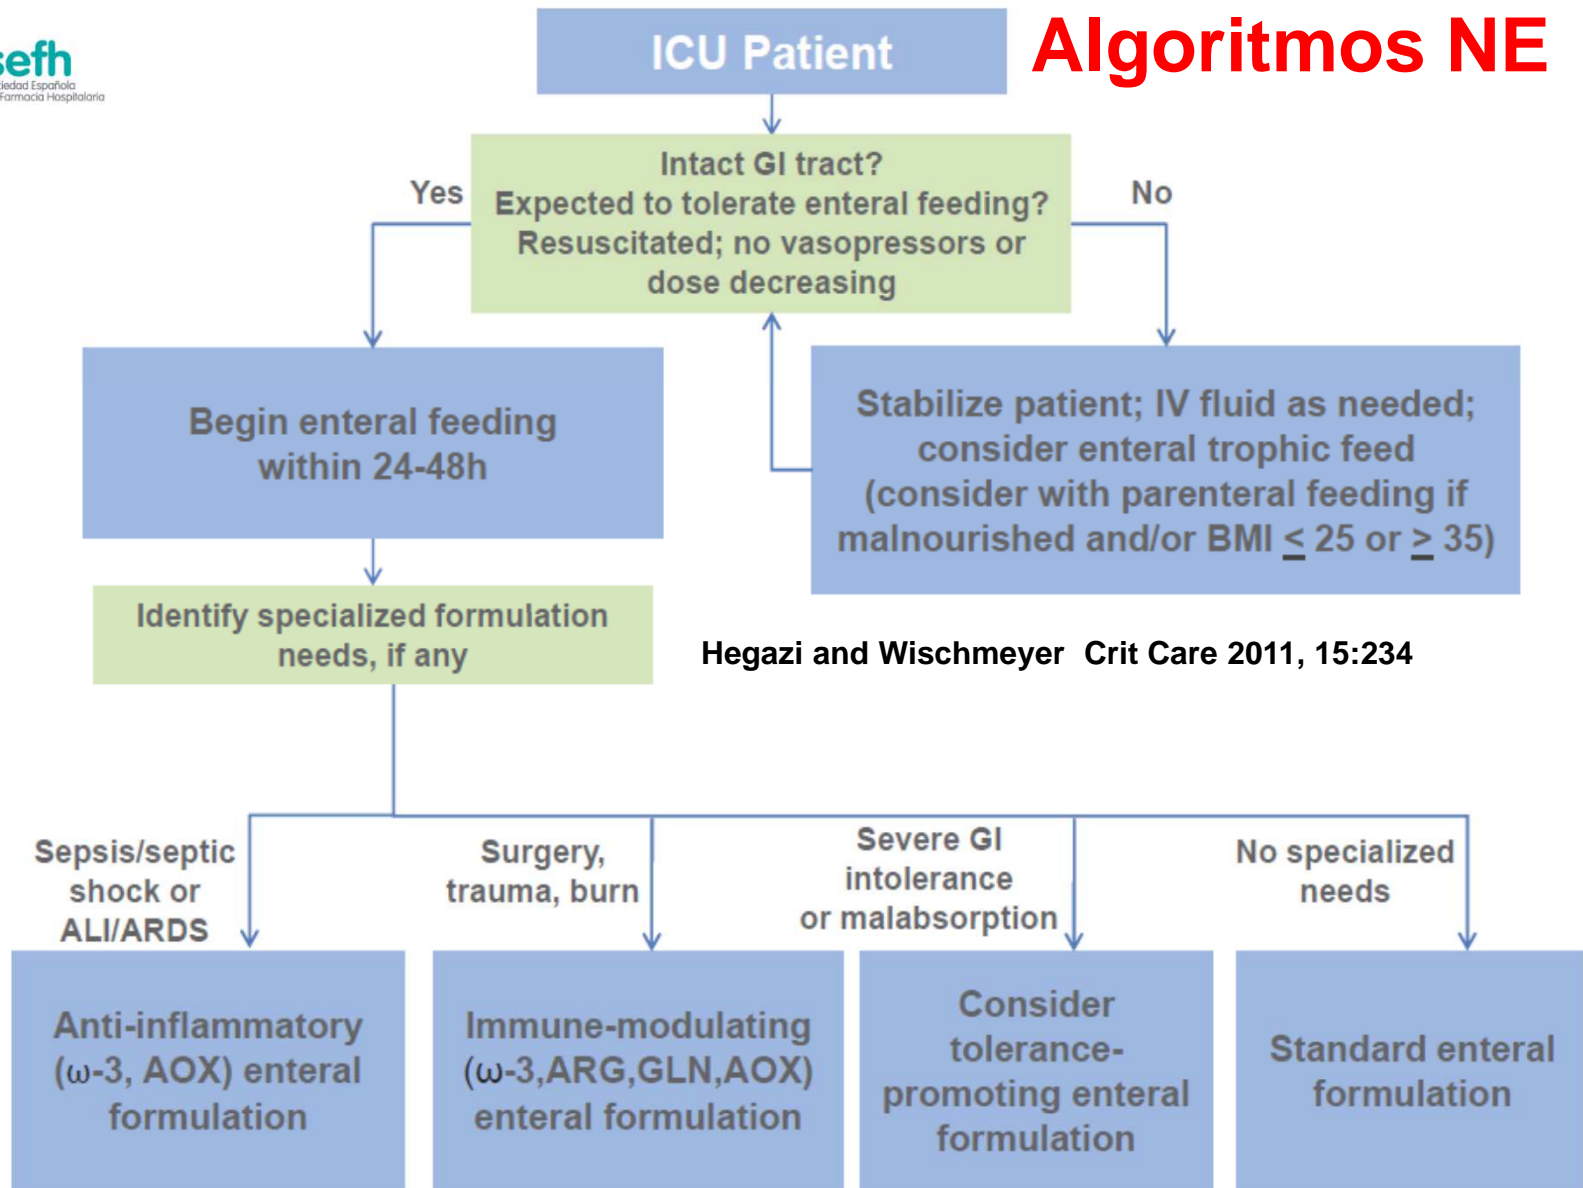 sefh
iedad Española
Farmacia Hospitalaria
ICU Patient
Algoritmos NE
Intact GI tract?
Expected to tolerate enteral feeding?
Resuscitated; no vasopressors or
dose decreasing
Yes
No
Begin enteral feeding
within 24-48h
Stabilize patient; IV fluid as needed;
consider enteral trophic feed
(consider with parenteral feeding if
malnourished and/or BMI ≤ 25 or ≥ 35)
Identify specialized formulation
needs, if any
Hegazi and Wischmeyer Crit Care 2011, 15:234
Sepsis/septic
shock or
ALI/ARDS
Surgery,
trauma, burn
Severe GI
intolerance
or malabsorption
No specialized
needs
Anti-inflammatory
(ω-3, AOX) enteral
formulation
Immune-modulating
(ω-3,ARG,GLN,AOX)
enteral formulation
Consider
tolerance-
promoting enteral
formulation
Standard enteral
formulation